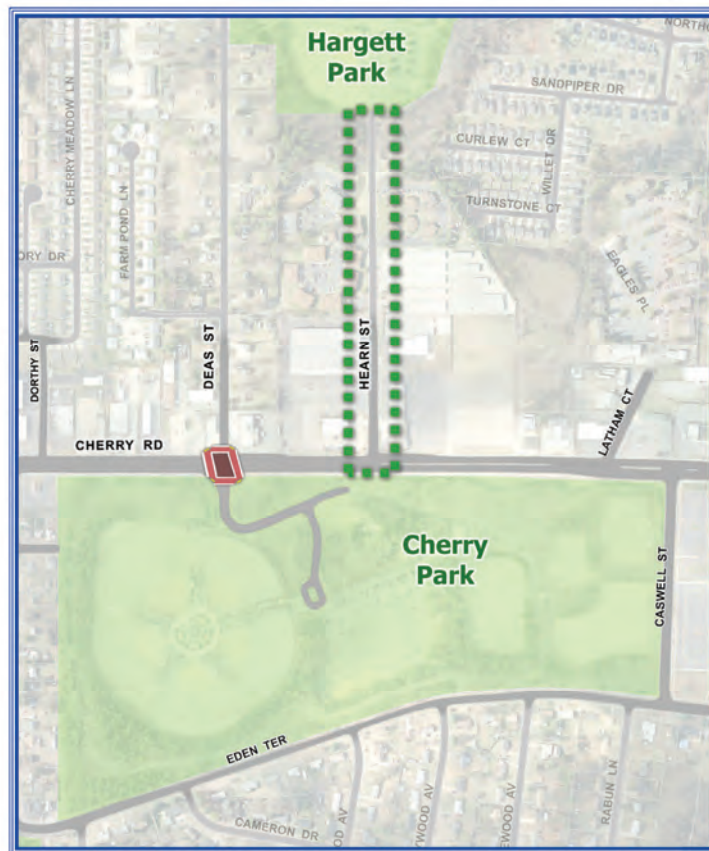 Hargett
Park
NORTH
SANDPIPER DR
CHERRY MEADOW LN
CURLEW CT
WILLET DR
FARM POND LN
TURNSTONE CT
ORY DR
EAGLES PL
DORTHY ST
DEAS ST
HEARN ST
LATHAM CT
CHERRY RD
Cherry
Park
CASWELL ST
EDEN TER
RABUN LN
CAMERON DR
OD AV
YWOOD AV
EWOOD AV